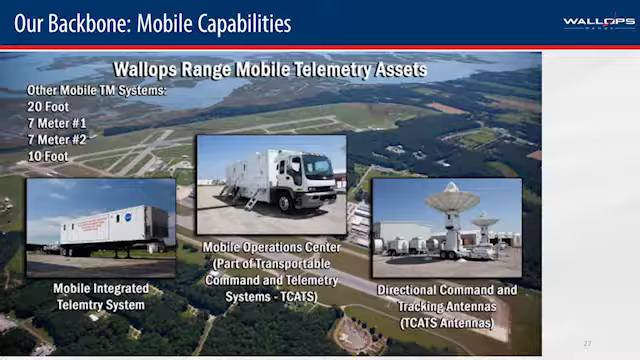 Our Backbone: Mobile Capabilities
WALLOPS
RANGE
Wallops Range Mobile Telemetry Assets
Other Mobile TM Systems:
20 Foot
7 Meter #1
7 Meter #2
10 Foot
Mobile Integrated
Telemtry System
Mobile Operations Center
(Part of Transportable
Command and Telemetry
Systems - TCATS)
Directional Command and
Tracking Antennas
(TCATS Antennas)
27